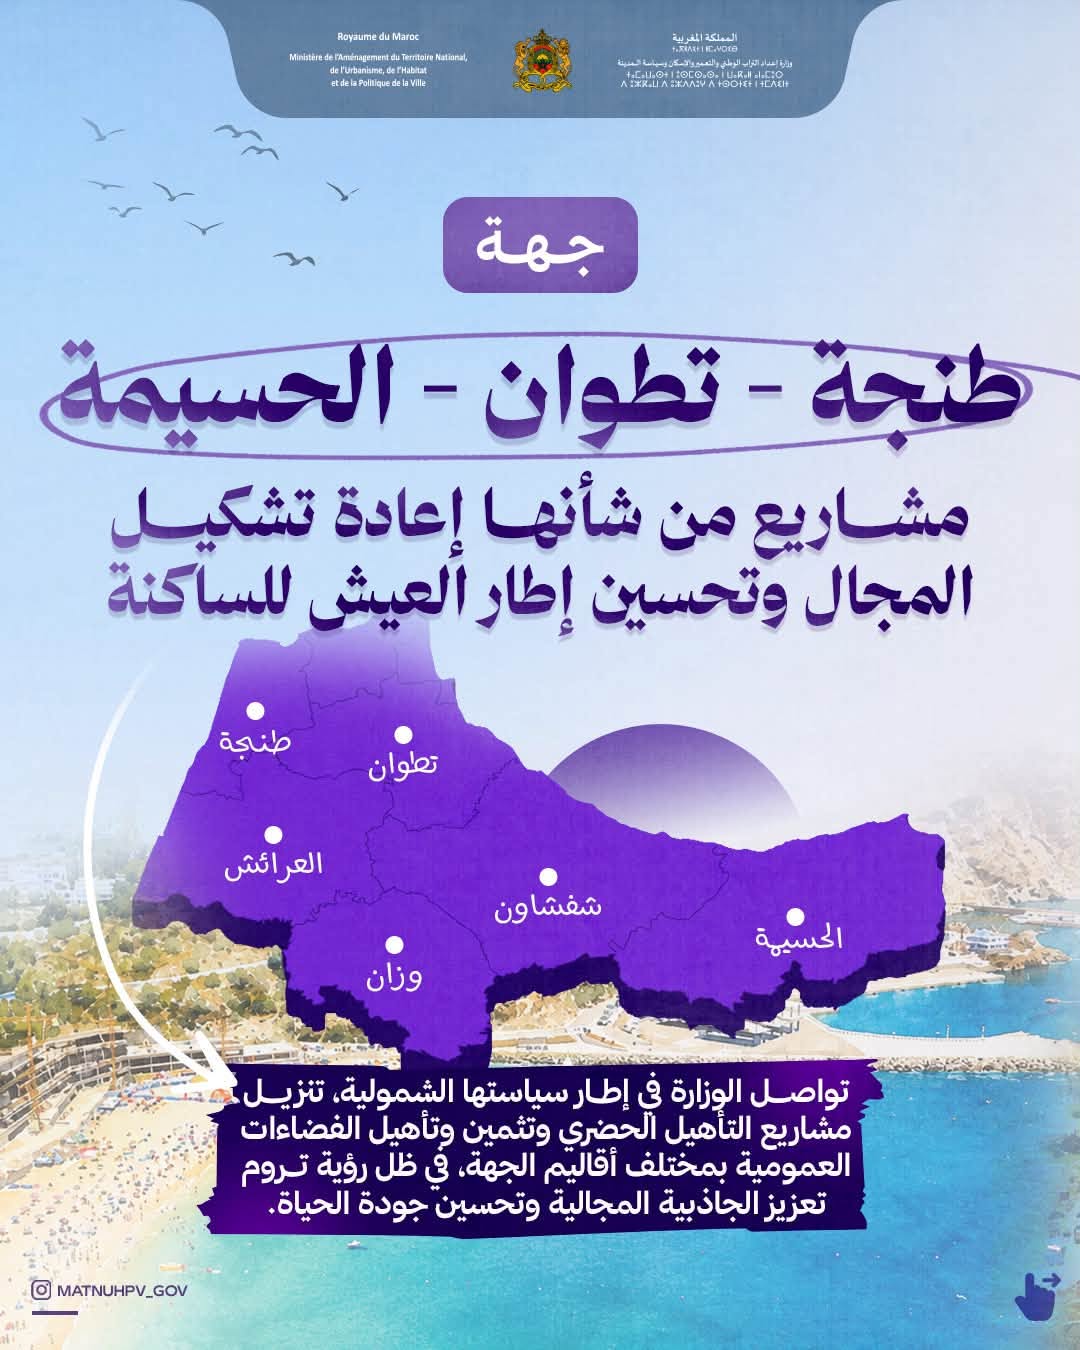 Royaume du Maroc
Ministère de l'Aménagement du Territoire National,
de l'Urbanisme, de l'Habitat
et de la Politique de la Ville
المملكة المغربية
ⵜⴰⴳⵍⴷⵉⵜ ⵏ ⵍⵎⵖⵔⵉⴱ
وزارة إعداد التراب الوطني والتعمير والإسكان وسياسة المدينة
جهة
طنجة - تطوان - الحسيمة
مشاريع من شأنها إعادة تشكيل
المجال وتحسين إطار العيش للساكنة
طنجة
تطوان
العرائش
شفشاون
الحسيمة
وزان
تواصل الوزارة في إطار سياستها الشمولية، تنزيل
مشاريع التأهيل الحضري وتثمين وتأهيل الفضاءات
العمومية بمختلف أقاليم الجهة، في ظل رؤية تروم
تعزيز الجاذبية المجالية وتحسين جودة الحياة.
MATNUHPV_GOV